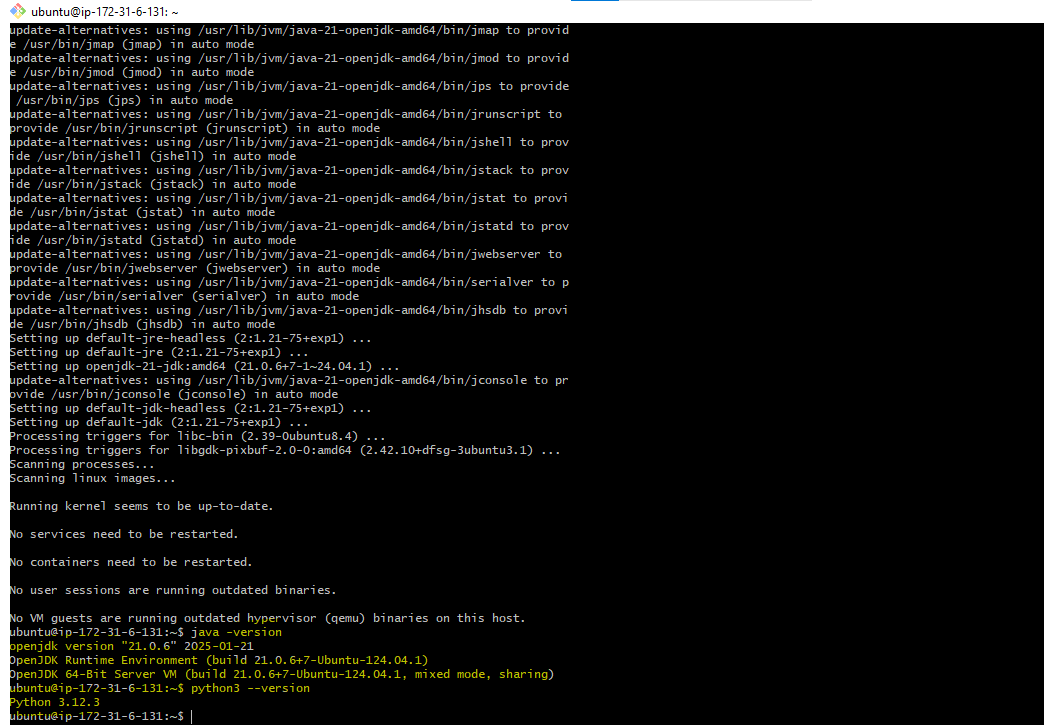 ubuntu@ip-172-31-6-131: ~
update-alternatives: using /usr/lib/jvm/java-21-openjdk-amd64/bin/jmap to provid
e /usr/bin/jmap (jmap) in auto mode
update-alternatives: using /usr/lib/jvm/java-21-openjdk-amd64/bin/jmod to provid
e /usr/bin/jmod (jmod) in auto mode
update-alternatives: using /usr/lib/jvm/java-21-openjdk-amd64/bin/jps to provide
 /usr/bin/jps (jps) in auto mode
update-alternatives: using /usr/lib/jvm/java-21-openjdk-amd64/bin/jrunscript to
provide /usr/bin/jrunscript (jrunscript) in auto mode
update-alternatives: using /usr/lib/jvm/java-21-openjdk-amd64/bin/jshell to prov
ide /usr/bin/jshell (jshell) in auto mode
update-alternatives: using /usr/lib/jvm/java-21-openjdk-amd64/bin/jstack to prov
ide /usr/bin/jstack (jstack) in auto mode
update-alternatives: using /usr/lib/jvm/java-21-openjdk-amd64/bin/jstat to provi
de /usr/bin/jstat (jstat) in auto mode
update-alternatives: using /usr/lib/jvm/java-21-openjdk-amd64/bin/jstatd to prov
ide /usr/bin/jstatd (jstatd) in auto mode
update-alternatives: using /usr/lib/jvm/java-21-openjdk-amd64/bin/jwebserver to
provide /usr/bin/jwebserver (jwebserver) in auto mode
update-alternatives: using /usr/lib/jvm/java-21-openjdk-amd64/bin/serialver to p
rovide /usr/bin/serialver (serialver) in auto mode
update-alternatives: using /usr/lib/jvm/java-21-openjdk-amd64/bin/jhsdb to provi
de /usr/bin/jhsdb (jhsdb) in auto mode
Setting up default-jre-headless (2:1.21-75+exp1) ...
Setting up default-jre (2:1.21-75+exp1) ...
Setting up openjdk-21-jdk:amd64 (21.0.6+7-1~24.04.1) ...
update-alternatives: using /usr/lib/jvm/java-21-openjdk-amd64/bin/jconsole to pr
ovide /usr/bin/jconsole (jconsole) in auto mode
Setting up default-jdk-headless (2:1.21-75+exp1) ...
Setting up default-jdk (2:1.21-75+exp1) ...
Processing triggers for libc-bin (2.39-0ubuntu8.4) ...
Processing triggers for libgdk-pixbuf-2.0-0:amd64 (2.42.10+dfsg-3ubuntu3.1) ...
Scanning processes...
Scanning linux images...
Running kernel seems to be up-to-date.
No services need to be restarted.
No containers need to be restarted.
No user sessions are running outdated binaries.
No VM guests are running outdated hypervisor (qemu) binaries on this host.
ubuntu@ip-172-31-6-131:~$ java -version
openjdk version "21.0.6" 2025-01-21
OpenJDK Runtime Environment (build 21.0.6+7-Ubuntu-124.04.1)
OpenJDK 64-Bit Server VM (build 21.0.6+7-Ubuntu-124.04.1, mixed mode, sharing)
ubuntu@ip-172-31-6-131:~$ python3 --version
Python 3.12.3
ubuntu@ip-172-31-6-131:~$